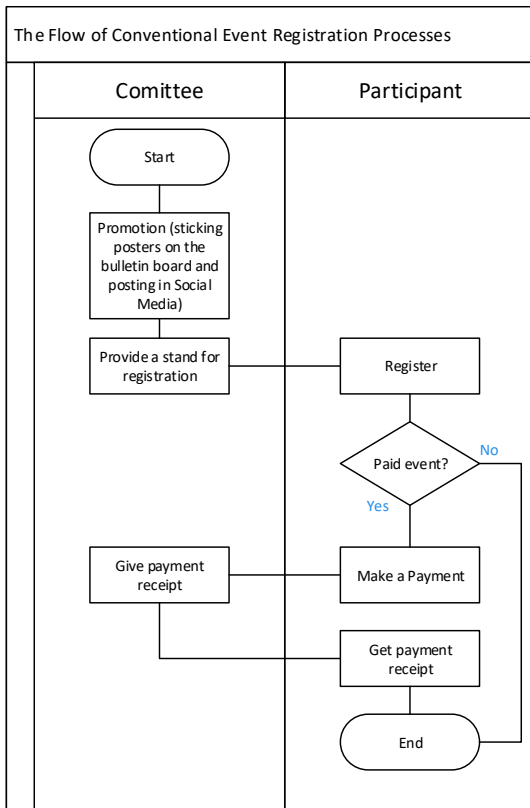 The Flow of Conventional Event Registration Processes
Comittee
Participant
Start
Promotion (sticking
posters on the
bulletin board and
posting in Social
Media)
Provide a stand for
registration
Register
Paid event?
No
Yes
Give payment
receipt
Make a Payment
Get payment
receipt
End